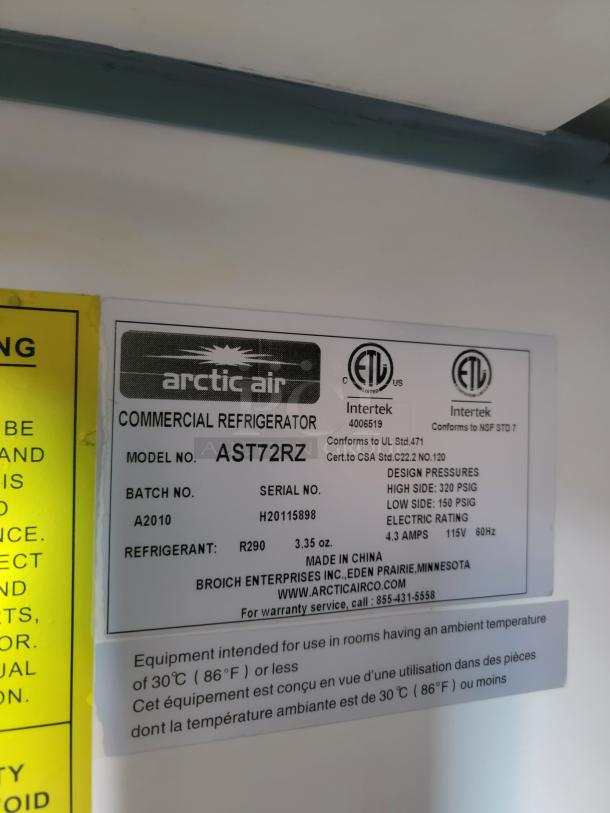 NG
BE
AND
IS
NCE.
ECT
ND
TS,
OR.
UAL
ON.
TY
OID
arctic air
COMMERCIAL REFRIGERATOR
MODEL NO. AST72RZ
BATCH NO. SERIAL NO.
A2010 H20115898
REFRIGERANT: R290 3.35 oz.
C ETL US
LISTED
Intertek
4006519
Conforms to UL Std.471
Cert.to CSA Std.C22.2 NO.120
ETL
Intertek
Conforms to NSF STD 7
DESIGN PRESSURES
HIGH SIDE: 320 PSIG
LOW SIDE: 150 PSIG
ELECTRIC RATING
4.3 AMPS 115V 60Hz
MADE IN CHINA
BROICH ENTERPRISES INC.,EDEN PRAIRIE,MINNESOTA
WWW.ARCTICAIRCO.COM
For warranty service, call : 855-431-5558
Equipment intended for use in rooms having an ambient temperature
of 30°C ( 86°F ) or less
Cet équipement est conçu en vue d'une utilisation dans des pièces
dont la température ambiante est de 30 °C ( 86°F ) ou moins